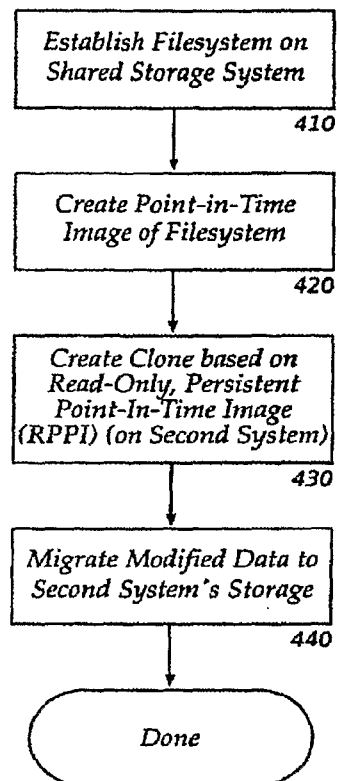 Establish Filesystem on
Shared Storage System
410
Create Point-in-Time
Image of Filesystem
420
Create Clone based on
Read-Only, Persistent
Point-In-Time Image
(RPPI) (on Second System)
430
Migrate Modified Data to
Second System's Storage
440
Done